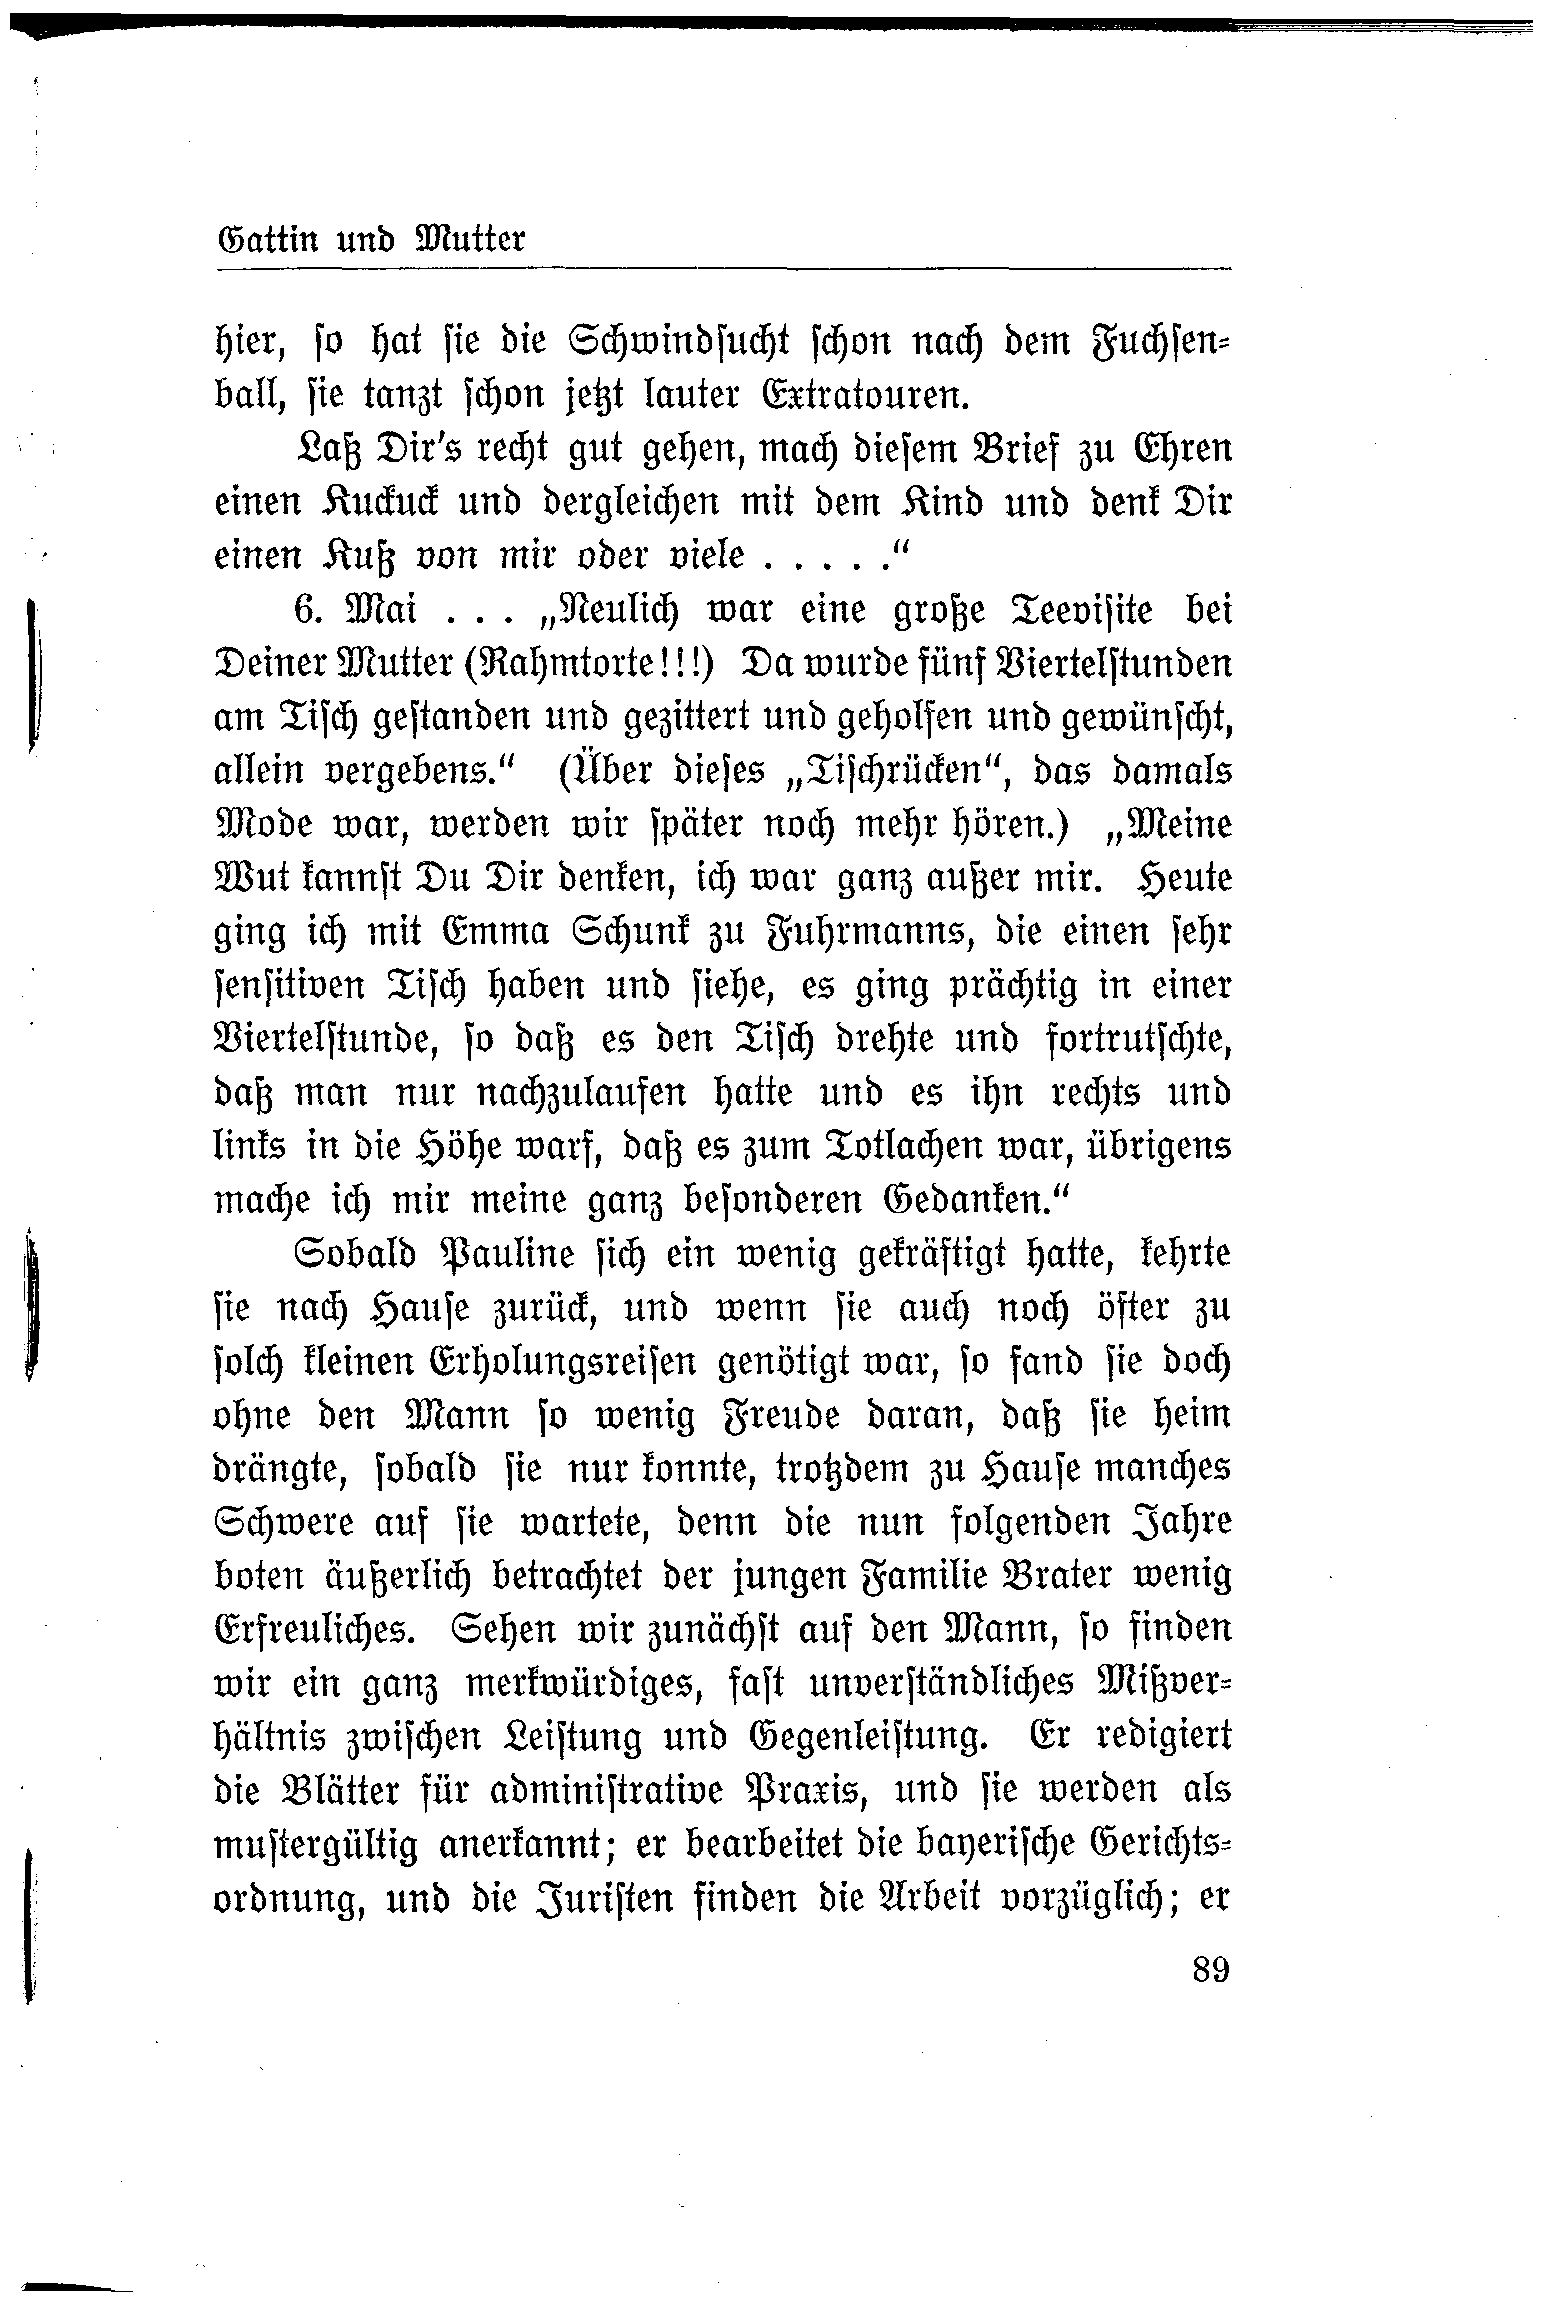 Gattin und Mutter
hier, so hat sie die Schwindsucht schon nach dem Fuchsen-
ball, sie tanzt schon jetzt lauter Extratouren.
Laß Dir's recht gut gehen, mach diesem Brief zu Ehren
einen Kuckuck und dergleichen mit dem Kind und denk Dir
einen Kuß von mir oder viele . . . . .“
6. Mai . . . „Neulich war eine große Teevisite bei
Deiner Mutter (Rahmtorte!!!) Da wurde fünf Viertelstunden
am Tisch gestanden und gezittert und geholfen und gewünscht,
allein vergebens.“ (Über dieses „Tischrücken“, das damals
Mode war, werden wir später noch mehr hören.) „Meine
Wut kannst Du Dir denken, ich war ganz außer mir. Heute
ging ich mit Emma Schunk zu Fuhrmanns, die einen sehr
sensitiven Tisch haben und siehe, es ging prächtig in einer
Viertelstunde, so daß es den Tisch drehte und fortrutschte,
daß man nur nachzulaufen hatte und es ihn rechts und
links in die Höhe warf, daß es zum Totlachen war, übrigens
mache ich mir meine ganz besonderen Gedanken.“
Sobald Pauline sich ein wenig gekräftigt hatte, kehrte
sie nach Hause zurück, und wenn sie auch noch öfter zu
solch kleinen Erholungsreisen genötigt war, so fand sie doch
ohne den Mann so wenig Freude daran, daß sie heim
drängte, sobald sie nur konnte, trotzdem zu Hause manches
Schwere auf sie wartete, denn die nun folgenden Jahre
boten äußerlich betrachtet der jungen Familie Brater wenig
Erfreuliches. Sehen wir zunächst auf den Mann, so finden
wir ein ganz merkwürdiges, fast unverständliches Mißver-
hältnis zwischen Leistung und Gegenleistung. Er redigiert
die Blätter für administrative Praxis, und sie werden als
mustergültig anerkannt; er bearbeitet die bayerische Gerichts-
ordnung, und die Juristen finden die Arbeit vorzüglich; er
89